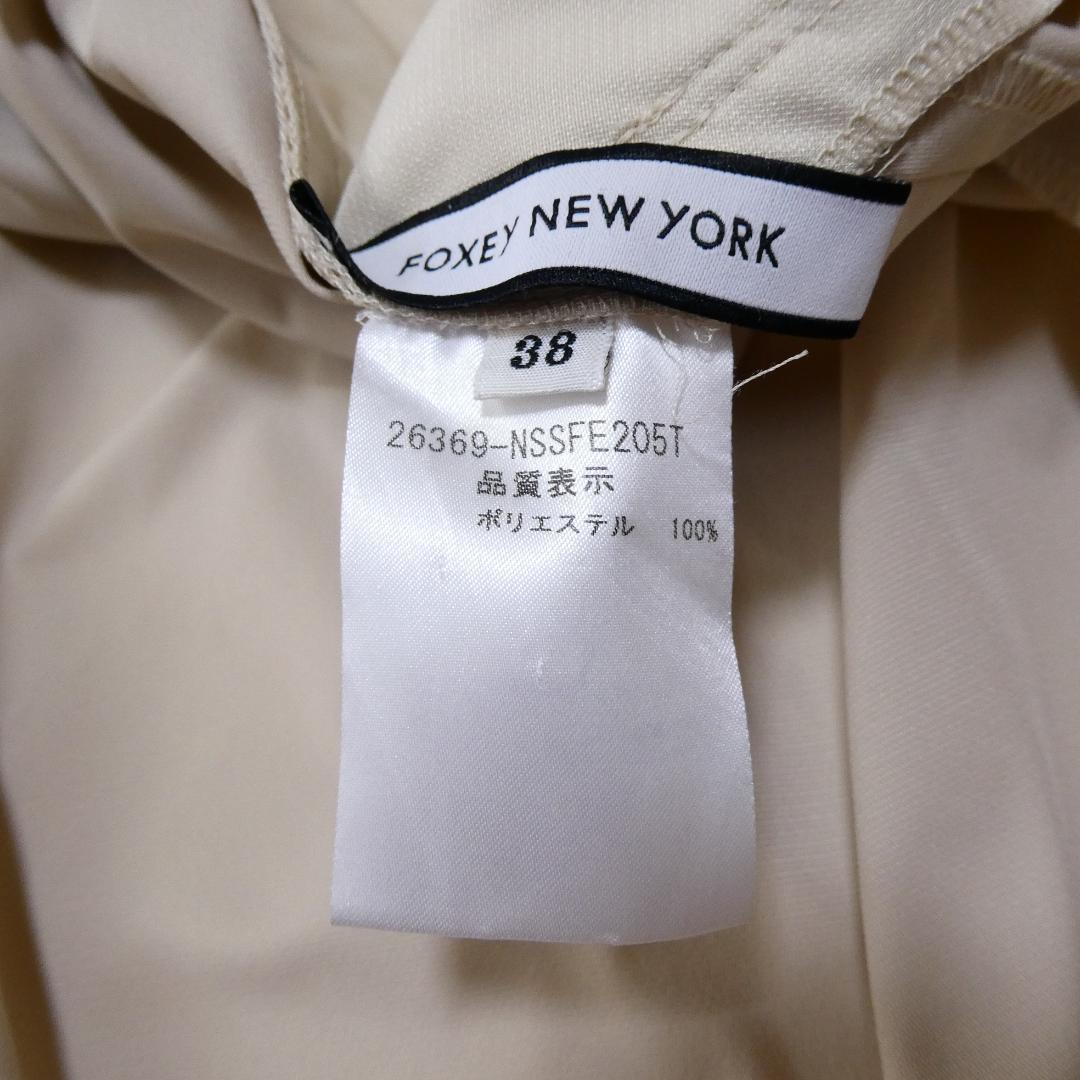 FOXEY NEW YORK
38
26369-NSSFE205T
品質表示
ポリエステル 100%